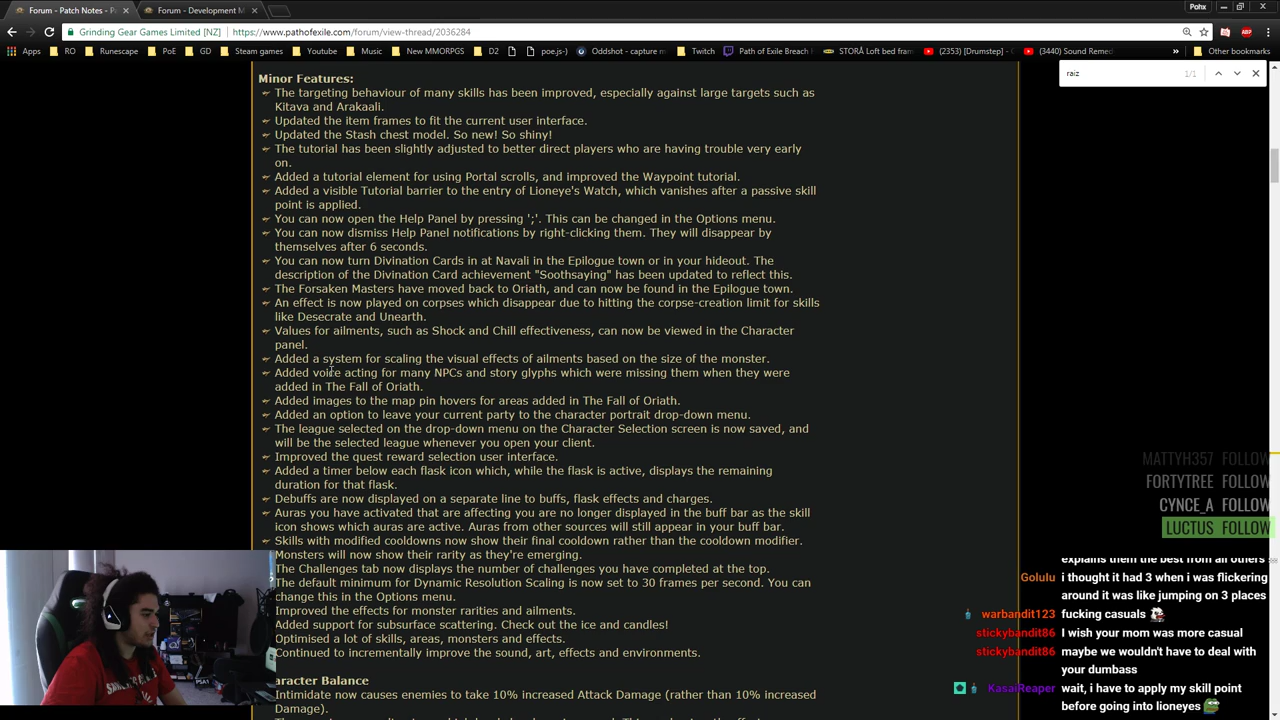 Forum - Patch Notes - P
Forum - Development M
Pohx
Grinding Gear Games Limited [NZ]
https://www.pathofexile.com/forum/view-thread/2036284
Apps
RO
Runescape
PoE
GD
Steam games
Youtube
Music
New MMORPGS
D2
poe.js-)
Oddshot - capture m
Twitch
Path of Exile Breach
STORÅ Loft bed fram
(2353) [Drumstep] -
(3440) Sound Remed
»
Other bookmarks
raiz
1/1
Minor Features:
The targeting behaviour of many skills has been improved, especially against large targets such as
Kitava and Arakaali.
Updated the item frames to fit the current user interface.
Updated the Stash chest model. So new! So shiny!
The tutorial has been slightly adjusted to better direct players who are having trouble very early
on.
Added a tutorial element for using Portal scrolls, and improved the Waypoint tutorial.
Added a visible Tutorial barrier to the entry of Lioneye's Watch, which vanishes after a passive skill
point is applied.
You can now open the Help Panel by pressing ';'. This can be changed in the Options menu.
You can now dismiss Help Panel notifications by right-clicking them. They will disappear by
themselves after 6 seconds.
You can now turn Divination Cards in at Navali in the Epilogue town or in your hideout. The
description of the Divination Card achievement "Soothsaying" has been updated to reflect this.
The Forsaken Masters have moved back to Oriath, and can now be found in the Epilogue town.
An effect is now played on corpses which disappear due to hitting the corpse-creation limit for skills
like Desecrate and Unearth.
Values for ailments, such as Shock and Chill effectiveness, can now be viewed in the Character
panel.
Added a system for scaling the visual effects of ailments based on the size of the monster.
Added voice acting for many NPCs and story glyphs which were missing them when they were
added in The Fall of Oriath.
Added images to the map pin hovers for areas added in The Fall of Oriath.
Added an option to leave your current party to the character portrait drop-down menu.
The league selected on the drop-down menu on the Character Selection screen is now saved, and
will be the selected league whenever you open your client.
Improved the quest reward selection user interface.
Added a timer below each flask icon which, while the flask is active, displays the remaining
duration for that flask.
Debuffs are now displayed on a separate line to buffs, flask effects and charges.
Auras you have activated that are affecting you are no longer displayed in the buff bar as the skill
icon shows which auras are active. Auras from other sources will still appear in your buff bar.
Skills with modified cooldowns now show their final cooldown rather than the cooldown modifier.
Monsters will now show their rarity as they're emerging.
The Challenges tab now displays the number of challenges you have completed at the top.
The default minimum for Dynamic Resolution Scaling is now set to 30 frames per second. You can
change this in the Options menu.
Improved the effects for monster rarities and ailments.
Added support for subsurface scattering. Check out the ice and candles!
Optimised a lot of skills, areas, monsters and effects.
Continued to incrementally improve the sound, art, effects and environments.
aracter Balance
Intimidate now causes enemies to take 10% increased Attack Damage (rather than 10% increased
Damage).
MATTYH357 FOLLOW
FORTYTREE FOLLOW
CYNCE_A FOLLOW
LUCTUS FOLLOW
explains them the best from all others
Golulu i thought it had 3 when i was flickering
around it was like jumping on 3 places
warbandit123 fucking casuals
stickybandit86 I wish your mom was more casual
stickybandit86 maybe we wouldn't have to deal with
your dumbass
KasaiReaper wait, i have to apply my skill point
before going into lioneyes